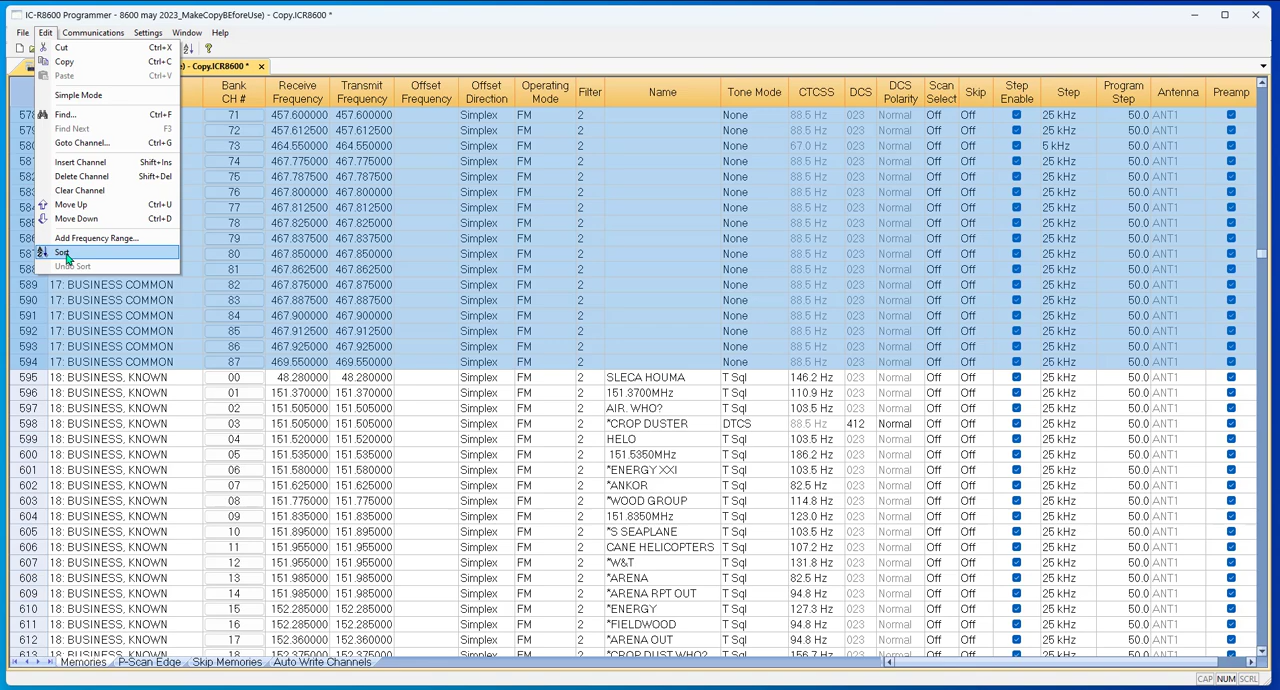 IC-R8600 Programmer - 8600 may 2023_MakeCopyBEforeUse) - Copy.ICR8600 *
File Edit Communications Settings Window Help
) - Copy.ICR8600 *
Cut Ctrl+X
Copy Ctrl+C
Paste Ctrl+V
Simple Mode
Find... Ctrl+F
Find Next F3
Goto Channel... Ctrl+G
Insert Channel Shift+Ins
Delete Channel Shift+Del
Clear Channel
Move Up Ctrl+U
Move Down Ctrl+D
Add Frequency Range...
Sort
Undo Sort
Bank CH # Receive Frequency Transmit Frequency Offset Frequency Offset Direction Operating Mode Filter Name Tone Mode CTCSS DCS DCS Polarity Scan Select Skip Step Enable Step Program Step Antenna Preamp
71 457.600000 457.600000 Simplex FM 2 None 88.5 Hz 023 Normal Off Off 25 kHz 50.0 ANT1
72 457.612500 457.612500 Simplex FM 2 None 88.5 Hz 023 Normal Off Off 25 kHz 50.0 ANT1
73 464.550000 464.550000 Simplex FM 2 None 67.0 Hz 023 Normal Off Off 5 kHz 50.0 ANT1
74 467.775000 467.775000 Simplex FM 2 None 88.5 Hz 023 Normal Off Off 25 kHz 50.0 ANT1
75 467.787500 467.787500 Simplex FM 2 None 88.5 Hz 023 Normal Off Off 25 kHz 50.0 ANT1
76 467.800000 467.800000 Simplex FM 2 None 88.5 Hz 023 Normal Off Off 25 kHz 50.0 ANT1
77 467.812500 467.812500 Simplex FM 2 None 88.5 Hz 023 Normal Off Off 25 kHz 50.0 ANT1
78 467.825000 467.825000 Simplex FM 2 None 88.5 Hz 023 Normal Off Off 25 kHz 50.0 ANT1
79 467.837500 467.837500 Simplex FM 2 None 88.5 Hz 023 Normal Off Off 25 kHz 50.0 ANT1
80 467.850000 467.850000 Simplex FM 2 None 88.5 Hz 023 Normal Off Off 25 kHz 50.0 ANT1
81 467.862500 467.862500 Simplex FM 2 None 88.5 Hz 023 Normal Off Off 25 kHz 50.0 ANT1
589 17: BUSINESS COMMON 82 467.875000 467.875000 Simplex FM 2 None 88.5 Hz 023 Normal Off Off 25 kHz 50.0 ANT1
590 17: BUSINESS COMMON 83 467.887500 467.887500 Simplex FM 2 None 88.5 Hz 023 Normal Off Off 25 kHz 50.0 ANT1
591 17: BUSINESS COMMON 84 467.900000 467.900000 Simplex FM 2 None 88.5 Hz 023 Normal Off Off 25 kHz 50.0 ANT1
592 17: BUSINESS COMMON 85 467.912500 467.912500 Simplex FM 2 None 88.5 Hz 023 Normal Off Off 25 kHz 50.0 ANT1
593 17: BUSINESS COMMON 86 467.925000 467.925000 Simplex FM 2 None 88.5 Hz 023 Normal Off Off 25 kHz 50.0 ANT1
594 17: BUSINESS COMMON 87 469.550000 469.550000 Simplex FM 2 None 88.5 Hz 023 Normal Off Off 25 kHz 50.0 ANT1
595 18: BUSINESS, KNOWN 00 48.280000 48.280000 Simplex FM 2 SLECA HOUMA T Sql 146.2 Hz 023 Normal Off Off 25 kHz 50.0 ANT1
596 18: BUSINESS, KNOWN 01 151.370000 151.370000 Simplex FM 2 151.3700MHz T Sql 110.9 Hz 023 Normal Off Off 25 kHz 50.0 ANT1
597 18: BUSINESS, KNOWN 02 151.505000 151.505000 Simplex FM 2 AIR. WHO? T Sql 103.5 Hz 023 Normal Off Off 25 kHz 50.0 ANT1
598 18: BUSINESS, KNOWN 03 151.505000 151.505000 Simplex FM 2 *CROP DUSTER DTCS 88.5 Hz 412 Normal Off Off 25 kHz 50.0 ANT1
599 18: BUSINESS, KNOWN 04 151.520000 151.520000 Simplex FM 2 HELO T Sql 103.5 Hz 023 Normal Off Off 25 kHz 50.0 ANT1
600 18: BUSINESS, KNOWN 05 151.535000 151.535000 Simplex FM 2 151.5350MHz T Sql 186.2 Hz 023 Normal Off Off 25 kHz 50.0 ANT1
601 18: BUSINESS, KNOWN 06 151.580000 151.580000 Simplex FM 2 *ENERGY XXI T Sql 103.5 Hz 023 Normal Off Off 25 kHz 50.0 ANT1
602 18: BUSINESS, KNOWN 07 151.625000 151.625000 Simplex FM 2 *ANKOR T Sql 82.5 Hz 023 Normal Off Off 25 kHz 50.0 ANT1
603 18: BUSINESS, KNOWN 08 151.775000 151.775000 Simplex FM 2 *WOOD GROUP T Sql 114.8 Hz 023 Normal Off Off 25 kHz 50.0 ANT1
604 18: BUSINESS, KNOWN 09 151.835000 151.835000 Simplex FM 2 151.8350MHz T Sql 123.0 Hz 023 Normal Off Off 25 kHz 50.0 ANT1
605 18: BUSINESS, KNOWN 10 151.895000 151.895000 Simplex FM 2 *S SEAPLANE T Sql 103.5 Hz 023 Normal Off Off 25 kHz 50.0 ANT1
606 18: BUSINESS, KNOWN 11 151.955000 151.955000 Simplex FM 2 CANE HELICOPTERS T Sql 107.2 Hz 023 Normal Off Off 25 kHz 50.0 ANT1
607 18: BUSINESS, KNOWN 12 151.955000 151.955000 Simplex FM 2 *W&T T Sql 131.8 Hz 023 Normal Off Off 25 kHz 50.0 ANT1
608 18: BUSINESS, KNOWN 13 151.985000 151.985000 Simplex FM 2 *ARENA T Sql 82.5 Hz 023 Normal Off Off 25 kHz 50.0 ANT1
609 18: BUSINESS, KNOWN 14 151.985000 151.985000 Simplex FM 2 *ARENA RPT OUT T Sql 94.8 Hz 023 Normal Off Off 25 kHz 50.0 ANT1
610 18: BUSINESS, KNOWN 15 152.285000 152.285000 Simplex FM 2 *ENERGY T Sql 127.3 Hz 023 Normal Off Off 25 kHz 50.0 ANT1
611 18: BUSINESS, KNOWN 16 152.285000 152.285000 Simplex FM 2 *FIELDWOOD T Sql 94.8 Hz 023 Normal Off Off 25 kHz 50.0 ANT1
612 18: BUSINESS, KNOWN 17 152.360000 152.360000 Simplex FM 2 *ARENA OUT T Sql 94.8 Hz 023 Normal Off Off 25 kHz 50.0 ANT1
613 18: BUSINESS, KNOWN 18 152.375000 152.375000 Simplex FM 2 *CROP DUST WHO? T Sql 156.7 Hz 023 Normal Off Off 25 kHz 50.0 ANT1
Memories P-Scan Edge Skip Memories Auto Write Channels
CAP NUM SCRL